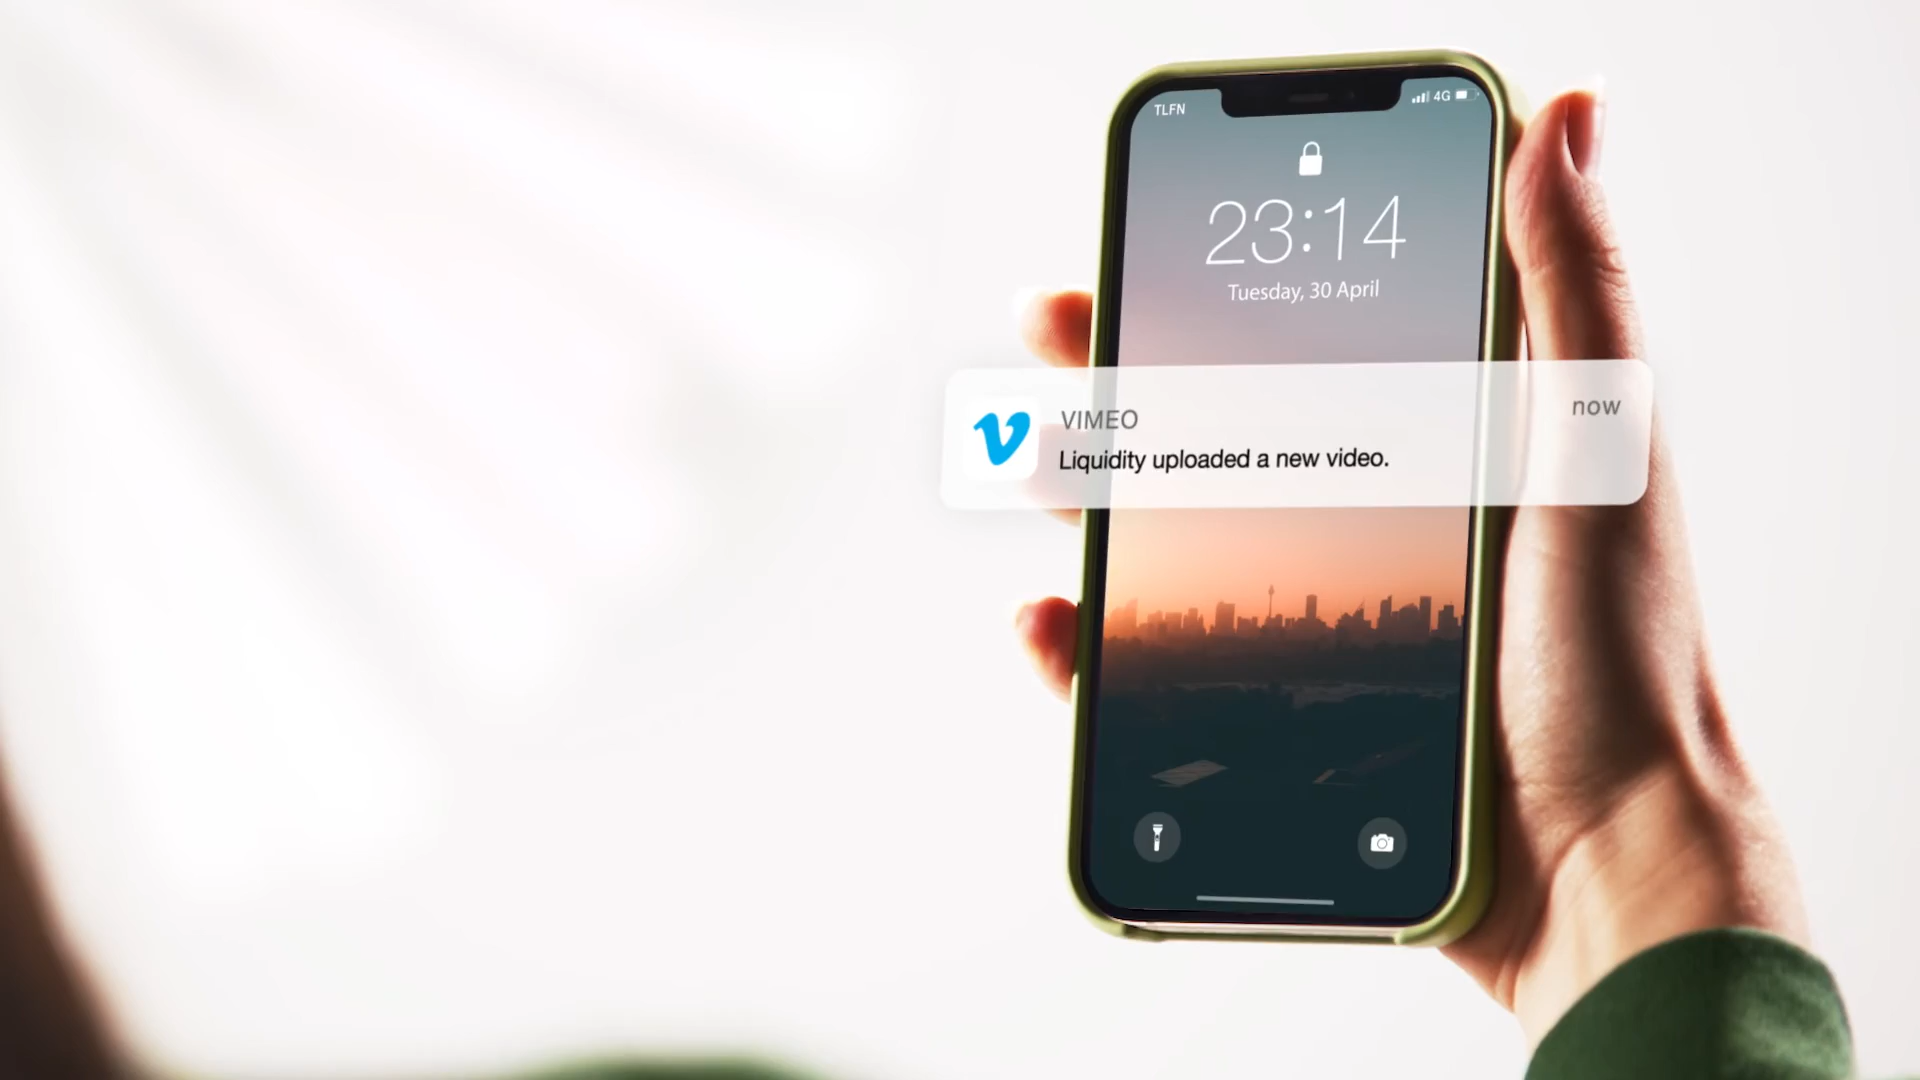 TLFN
4G
23:14
Tuesday, 30 April
VIMEO
now
Liquidity uploaded a new video.